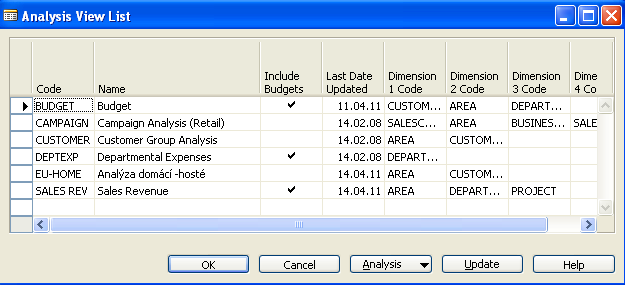 Analysis View List
Code Name Include Budgets Last Date Updated Dimension 1 Code Dimension 2 Code Dimension 3 Code Dime 4 Co
BUDGET Budget ✔ 11.04.11 CUSTOM... AREA DEPART...
CAMPAIGN Campaign Analysis (Retail) 14.02.08 SALESC... AREA BUSINES... SALE
CUSTOMER Customer Group Analysis 14.02.08 AREA CUSTOM...
DEPTEXP Departmental Expenses ✔ 14.02.08 DEPART...
EU-HOME Analýza domácí -hosté 14.04.11 AREA CUSTOM...
SALES REV Sales Revenue ✔ 14.04.11 AREA DEPART... PROJECT
OK Cancel Analysis Update Help